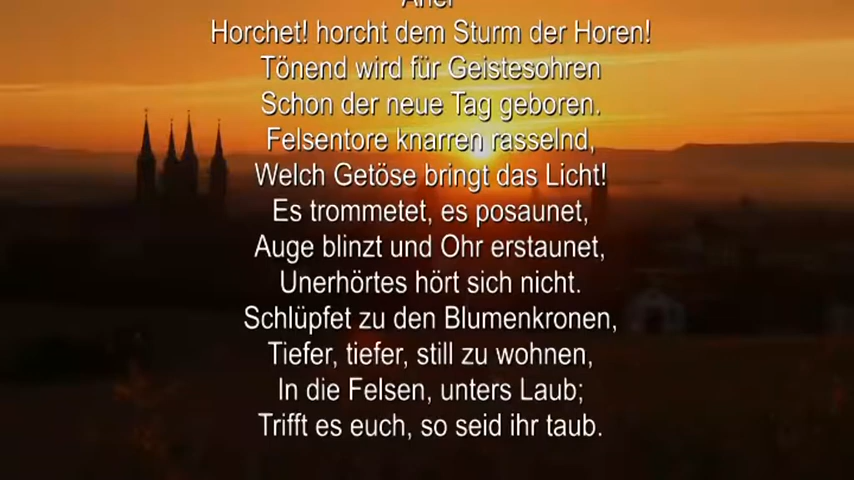 Ariel
Horchet! horcht dem Sturm der Horen!
Tönend wird für Geistesohren
Schon der neue Tag geboren.
Felsentore knarren rasselnd,
Welch Getöse bringt das Licht!
Es trommetet, es posaunet,
Auge blinzt und Ohr erstaunet,
Unerhörtes hört sich nicht.
Schlüpfet zu den Blumenkronen,
Tiefer, tiefer, still zu wohnen,
In die Felsen, unters Laub;
Trifft es euch, so seid ihr taub.